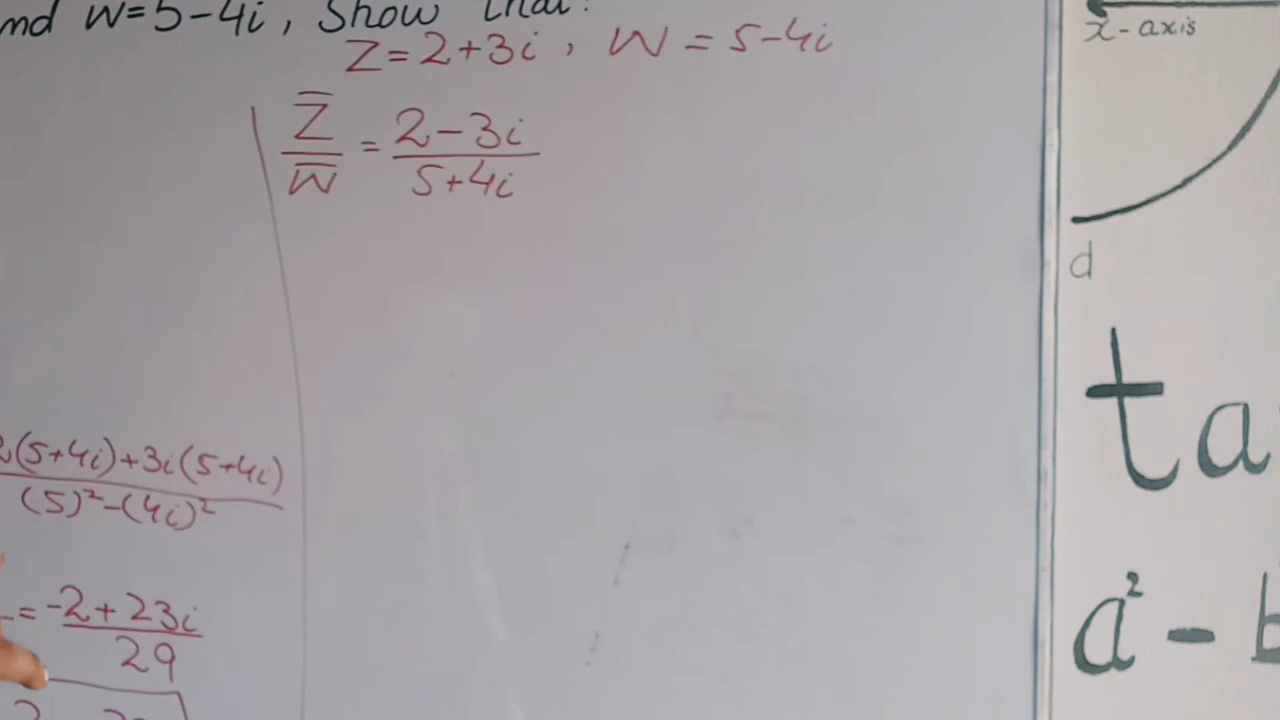 and w=5-4i, Show that:
Z=2+3i, W=5-4i
Z̅/W̅ = 2-3i/5+4i
2(5+4i)+3i(5+4i)
(5)²-(4i)²
= -2+23i
29
x-axis
d
ta
a² -